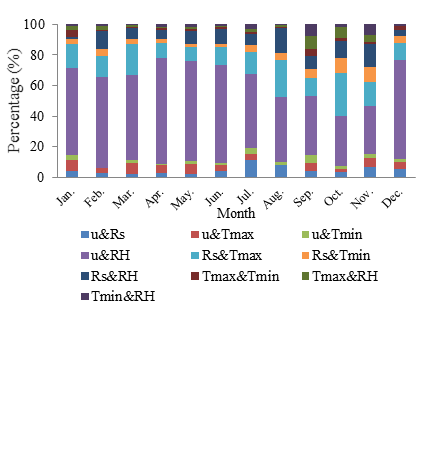 Percentage (%)
100
80
60
40
20
0
Jan. Feb. Mar. Apr. May. Jun. Jul. Aug. Sep. Oct. Nov. Dec.
Month
u&Rs u&Tmax u&Tmin
u&RH Rs&Tmax Rs&Tmin
Rs&RH Tmax&Tmin Tmax&RH
Tmin&RH